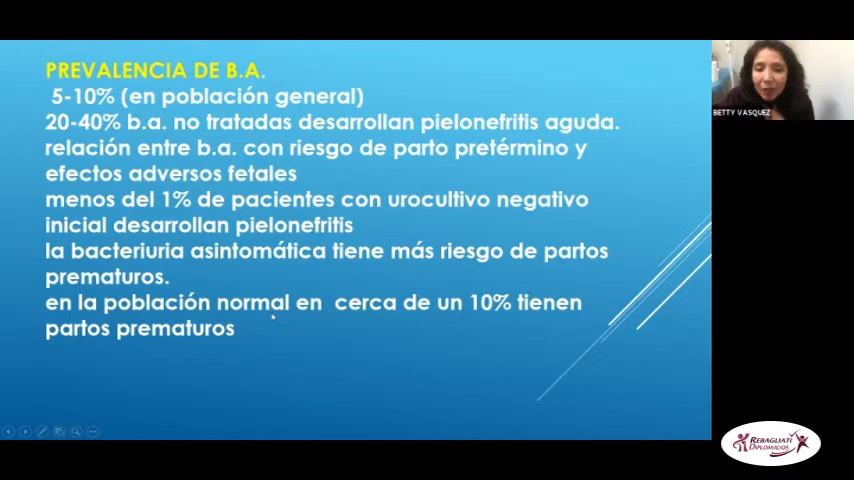 PREVALENCIA DE B.A.
5-10% (en población general)
20-40% b.a. no tratadas desarrollan pielonefritis aguda.
relación entre b.a. con riesgo de parto pretérmino y
efectos adversos fetales
menos del 1% de pacientes con urocultivo negativo
inicial desarrollan pielonefritis
la bacteriuria asintomática tiene más riesgo de partos
prematuros.
en la población normal en cerca de un 10% tienen
partos prematuros
BETTY VASQUEZ
REBAGLIATI
DIPLOMADOS